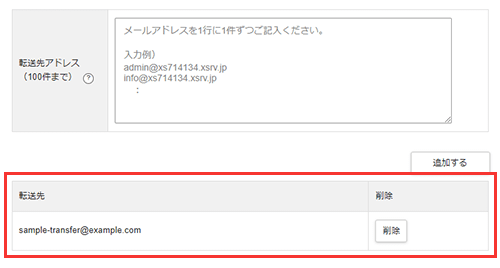 転送先アドレス
（100件まで） ?
メールアドレスを1行に1件ずつご記入ください。
入力例）
admin@xs714134.xsrv.jp
info@xs714134.xsrv.jp
：
追加する
転送先 削除
sample-transfer@example.com 削除